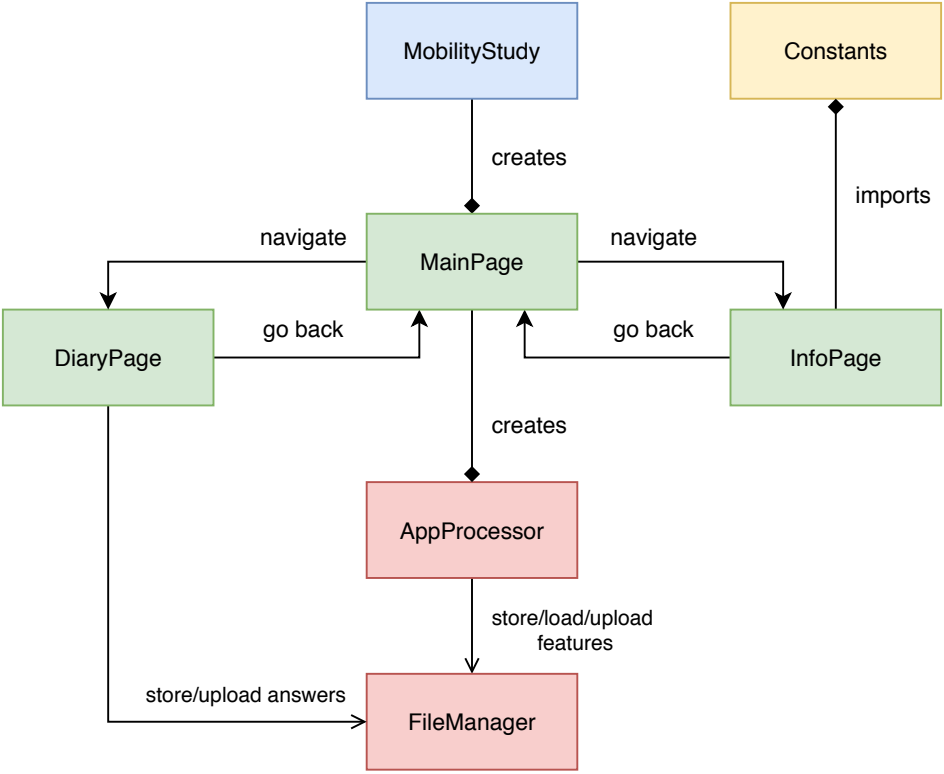 MobilityStudy
Constants
creates
imports
navigate
MainPage
navigate
go back
go back
DiaryPage
InfoPage
creates
AppProcessor
store/load/upload
features
store/upload answers
FileManager